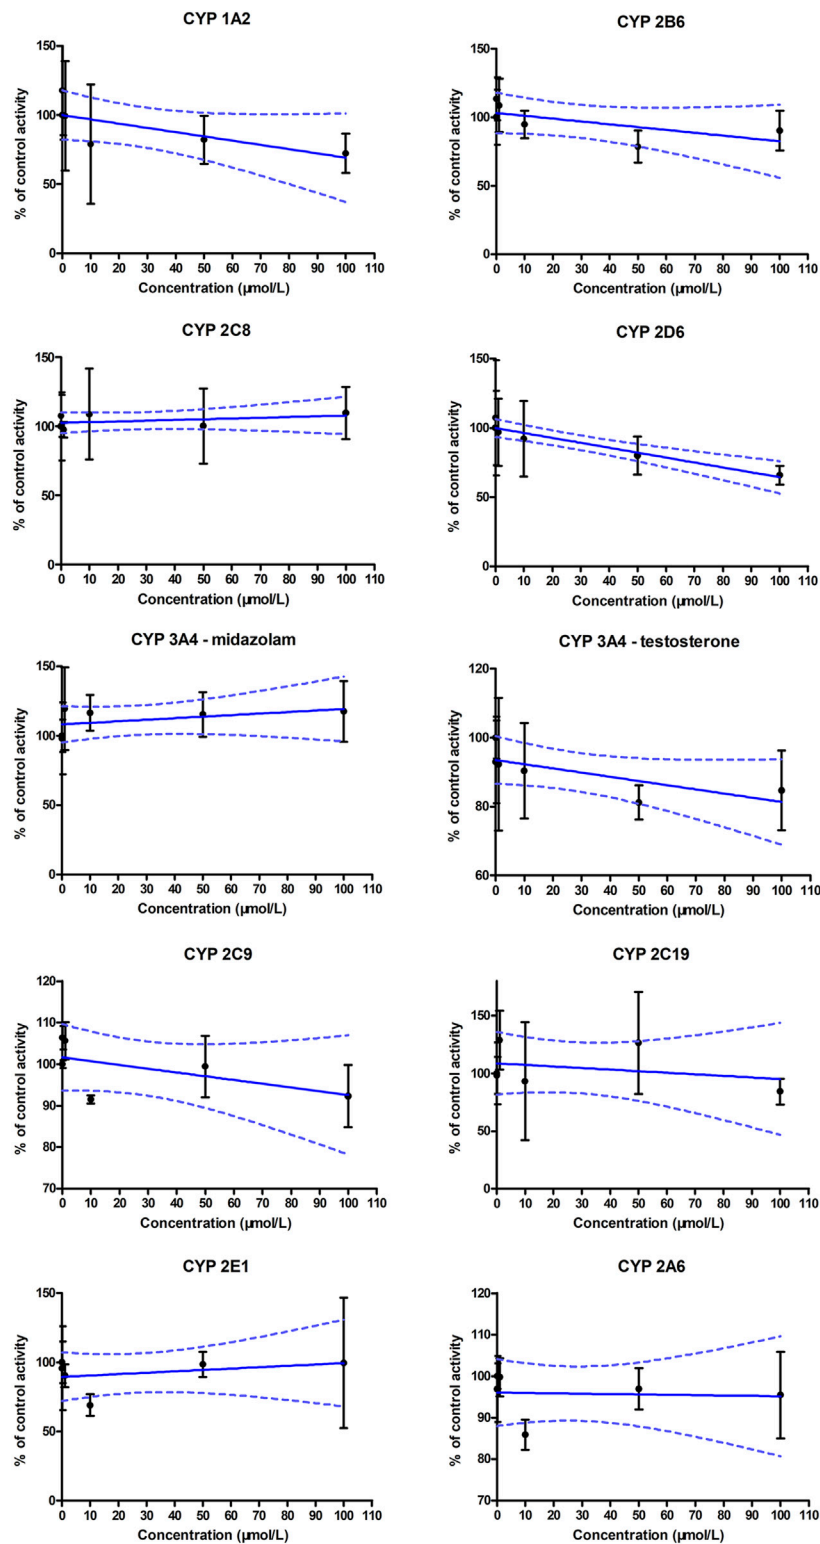 CYP 1A2
% of control activity
150
100
50
0
0 10 20 30 40 50 60 70 80 90 100 110
Concentration (µmol/L)
CYP 2B6
% of control activity
150
100
50
0
0 10 20 30 40 50 60 70 80 90 100 110
Concentration (µmol/L)
CYP 2C8
% of control activity
150
100
50
0
0 10 20 30 40 50 60 70 80 90 100 110
Concentration (µmol/L)
CYP 2D6
% of control activity
150
100
50
0
0 10 20 30 40 50 60 70 80 90 100 110
Concentration (µmol/L)
CYP 3A4 - midazolam
% of control activity
150
100
50
0
0 10 20 30 40 50 60 70 80 90 100 110
Concentration (µmol/L)
CYP 3A4 - testosterone
% of control activity
120
100
80
60
0 10 20 30 40 50 60 70 80 90 100 110
Concentration (µmol/L)
CYP 2C9
% of control activity
120
110
100
90
80
70
0 10 20 30 40 50 60 70 80 90 100 110
Concentration (µmol/L)
CYP 2C19
% of control activity
150
100
50
0
0 10 20 30 40 50 60 70 80 90 100 110
Concentration (µmol/L)
CYP 2E1
% of control activity
150
100
50
0
0 10 20 30 40 50 60 70 80 90 100 110
Concentration (µmol/L)
CYP 2A6
% of control activity
120
110
100
90
80
70
0 10 20 30 40 50 60 70 80 90 100 110
Concentration (µmol/L)